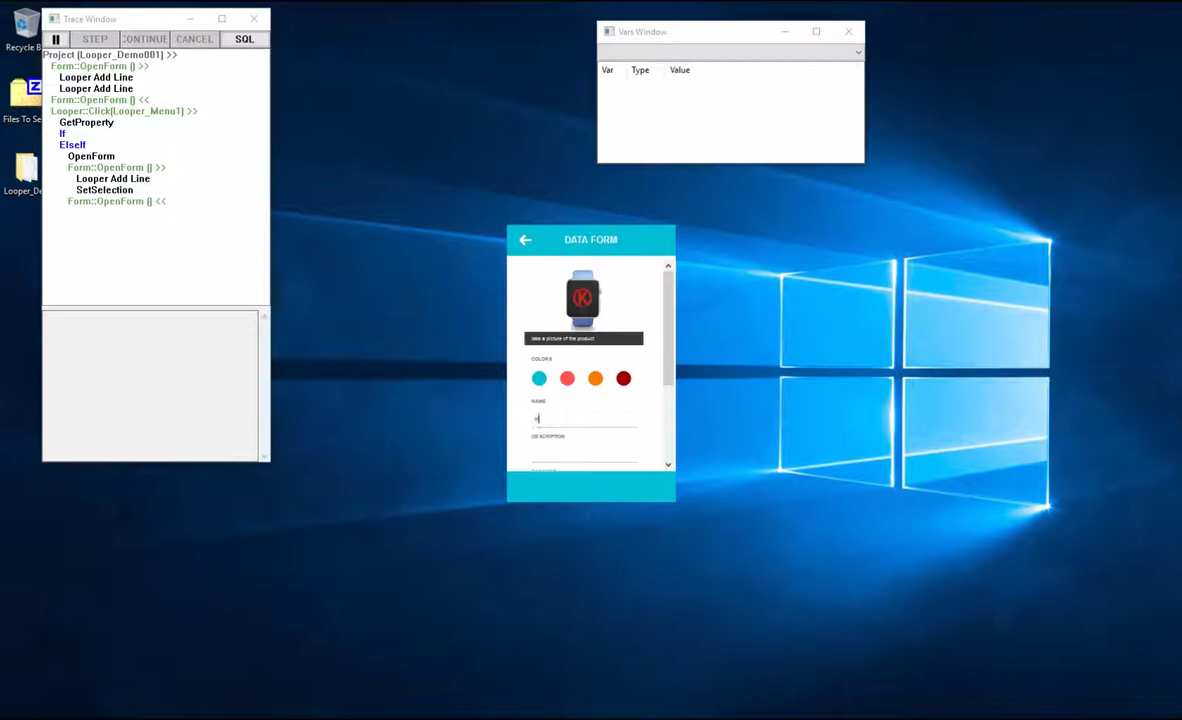 Recycle B
Files To Se
Looper_De
Trace Window
STEP
CONTINUE
CANCEL
SQL
Project [Looper_Demo001] >>
Form::OpenForm [] >>
Looper Add Line
Looper Add Line
Form::OpenForm [] <<
Looper::Click(Looper_Menu1] >>
GetProperty
If
ElseIf
OpenForm
Form::OpenForm [] >>
Looper Add Line
SetSelection
Form::OpenForm [] <<
Vars Window
Var Type Value
DATA FORM
K
Take a picture of the product
COLORS
NAME
DESCRIPTION